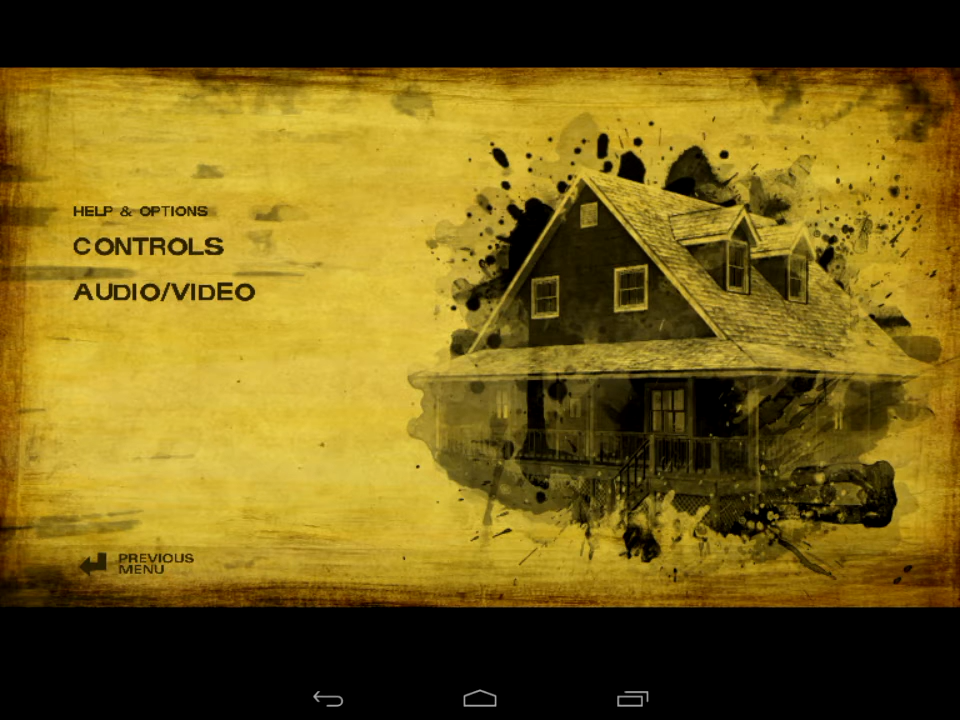 HELP & OPTIONS
CONTROLS
AUDIO/VIDEO
PREVIOUS
MENU